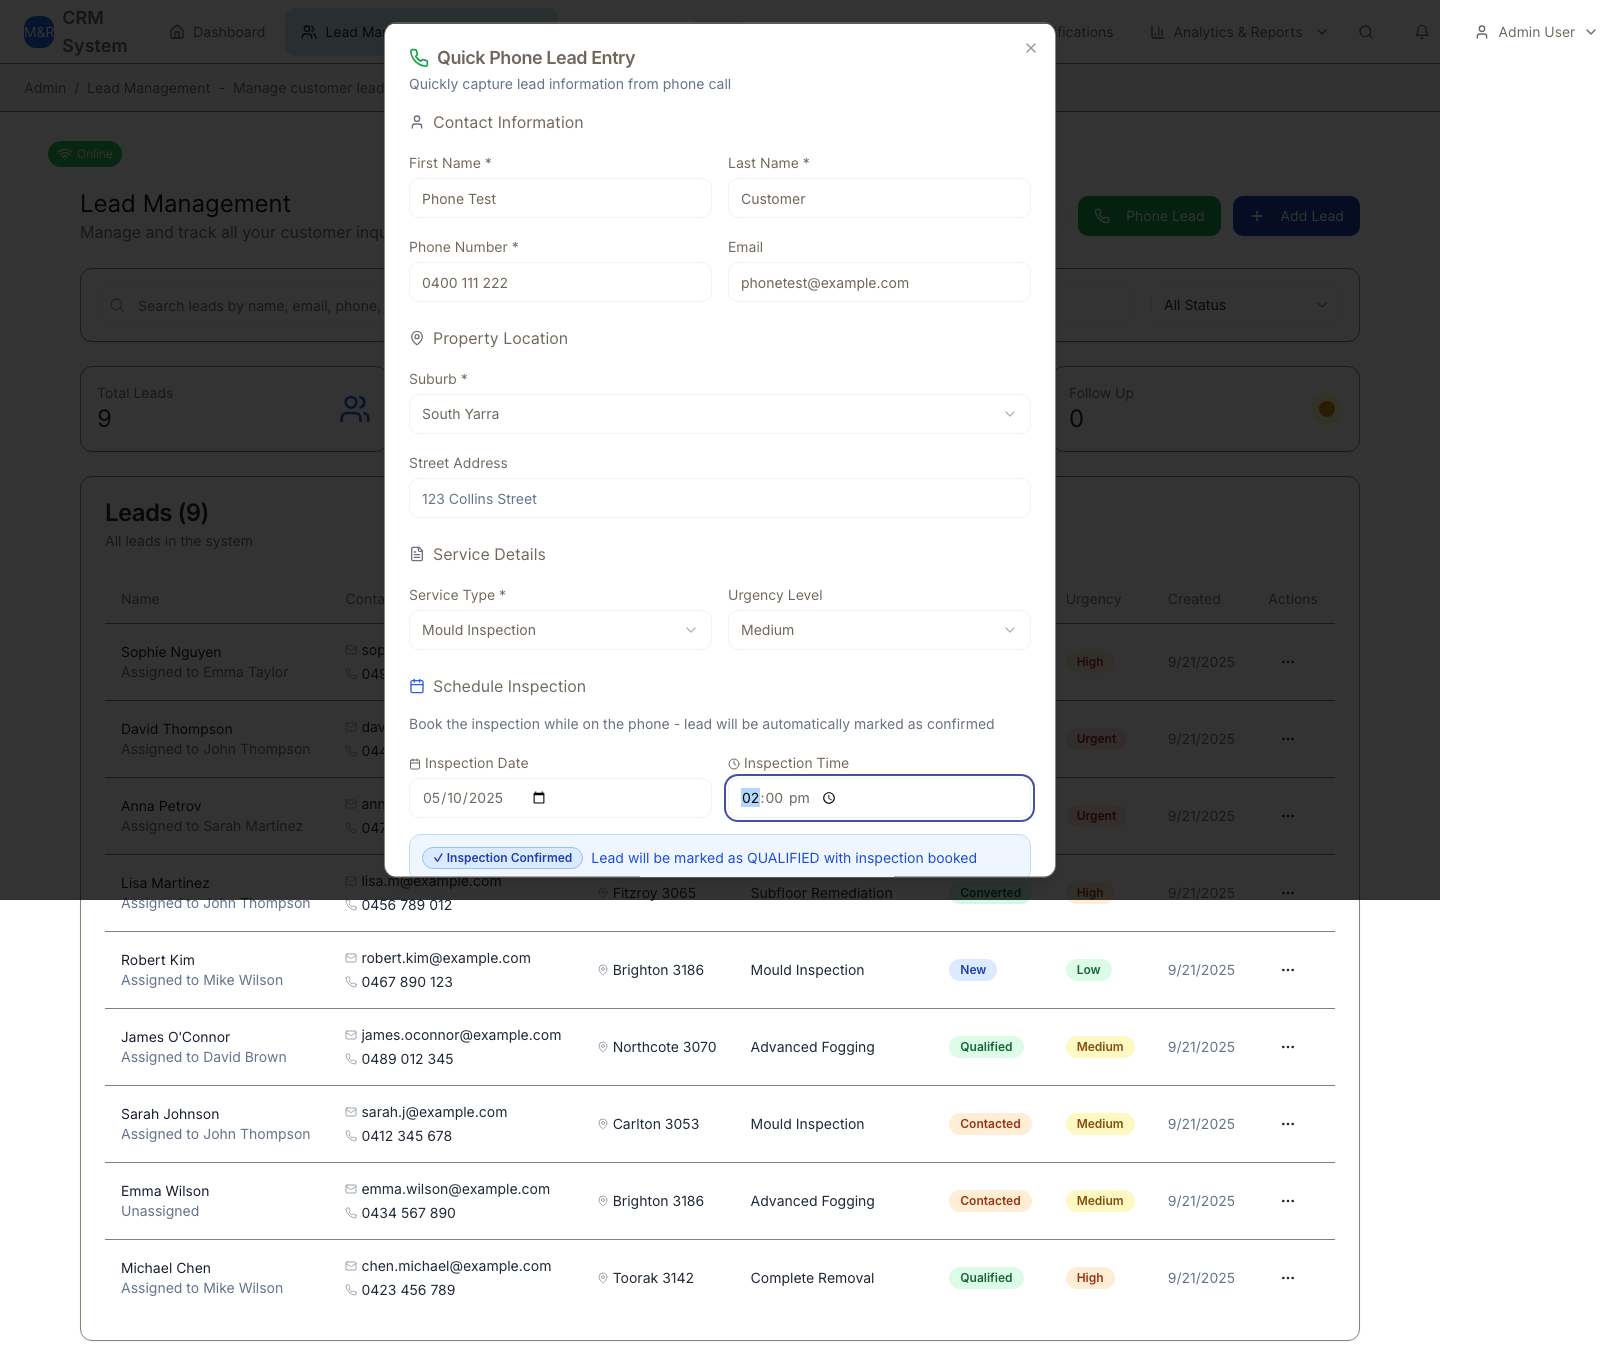 M&R CRM System Dashboard Lead Ma fications Analytics & Reports Admin User
Admin / Lead Management - Manage customer lead
Online
Lead Management
Manage and track all your customer inqu
Phone Lead
Add Lead
Search leads by name, email, phone,
All Status
Total Leads
9
Follow Up
0
Leads (9)
All leads in the system
Quick Phone Lead Entry
Quickly capture lead information from phone call
Contact Information
First Name * Last Name *
Phone Test Customer
Phone Number * Email
0400 111 222 phonetest@example.com
Property Location
Suburb *
South Yarra
Street Address
123 Collins Street
Service Details
Service Type * Urgency Level
Mould Inspection Medium
Schedule Inspection
Book the inspection while on the phone - lead will be automatically marked as confirmed
Inspection Date Inspection Time
05/10/2025 02:00 pm
✓ Inspection Confirmed Lead will be marked as QUALIFIED with inspection booked
Name Conta Urgency Created Actions
Sophie Nguyen sop High 9/21/2025
Assigned to Emma Taylor 049
David Thompson dav Urgent 9/21/2025
Assigned to John Thompson 044
Anna Petrov ann Urgent 9/21/2025
Assigned to Sarah Martinez 047
Lisa Martinez lisa.m@example.com Fitzroy 3065 Subfloor Remediation Converted High 9/21/2025
Assigned to John Thompson 0456 789 012
Robert Kim robert.kim@example.com Brighton 3186 Mould Inspection New Low 9/21/2025
Assigned to Mike Wilson 0467 890 123
James O'Connor james.oconnor@example.com Northcote 3070 Advanced Fogging Qualified Medium 9/21/2025
Assigned to David Brown 0489 012 345
Sarah Johnson sarah.j@example.com Carlton 3053 Mould Inspection Contacted Medium 9/21/2025
Assigned to John Thompson 0412 345 678
Emma Wilson emma.wilson@example.com Brighton 3186 Advanced Fogging Contacted Medium 9/21/2025
Unassigned 0434 567 890
Michael Chen chen.michael@example.com Toorak 3142 Complete Removal Qualified High 9/21/2025
Assigned to Mike Wilson 0423 456 789